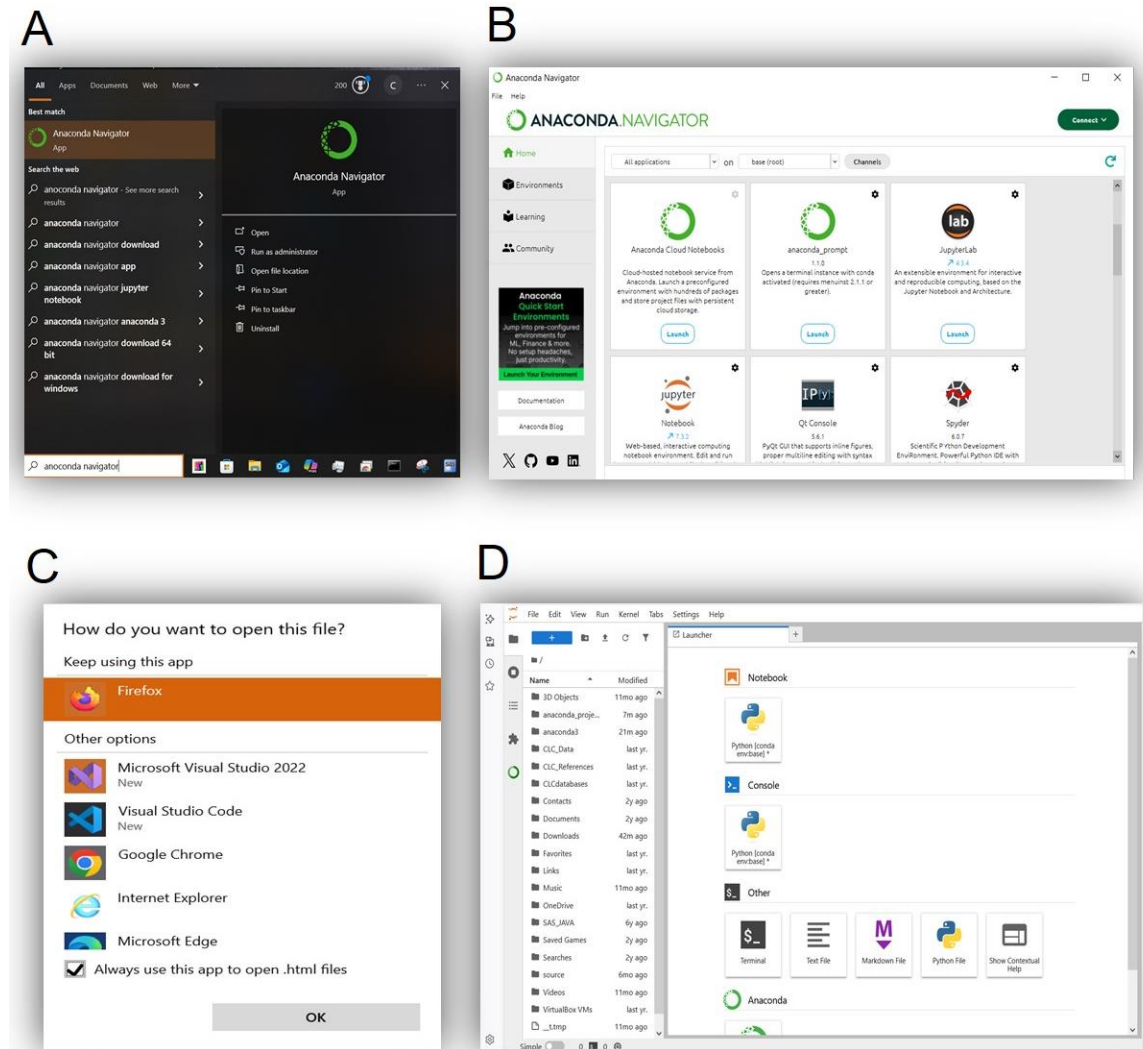 A
All Apps Documents Web More 200 C ... X
Best match
Anaconda Navigator
App
Search the web
anoconda navigator - See more search
results
anaconda navigator
anaconda navigator download
anaconda navigator app
anaconda navigator jupyter
notebook
anaconda navigator anaconda 3
anaconda navigator download 64
bit
anaconda navigator download for
windows
Anaconda Navigator
App
Open
Run as administrator
Open file location
Pin to Start
Pin to taskbar
Uninstall
anoconda navigator
B
Anaconda Navigator
File Help
ANACONDA.NAVIGATOR
Connect
Home
Environments
Learning
Community
Anaconda
Quick Start
Environments
Jump into pre-configured
environments for
ML, Finance & more.
No setup headaches,
just productivity.
Launch Your Environment
Documentation
Anaconda Blog
All applications on base (root) Channels
Anaconda Cloud Notebooks
Cloud-hosted notebook service from
Anaconda. Launch a preconfigured
environment with hundreds of packages
and store project files with persistent
cloud storage.
Launch
anaconda_prompt
1.1.0
Opens a terminal instance with conda
activated (requires menuinst 2.1.1 or
greater).
Launch
lab
JupyterLab
4.3.4
An extensible environment for interactive
and reproducible computing, based on the
Jupyter Notebook and Architecture.
Launch
jupyter
Notebook
7.3.2
Web-based, interactive computing
notebook environment. Edit and run
IP[y]:
Qt Console
5.6.1
PyQt GUI that supports inline figures,
proper multiline editing with syntax
Spyder
6.0.7
Scientific PYthon Development
EnviRonment. Powerful Python IDE with
C
How do you want to open this file?
Keep using this app
Firefox
Other options
Microsoft Visual Studio 2022
New
Visual Studio Code
New
Google Chrome
Internet Explorer
Microsoft Edge
Always use this app to open .html files
OK
D
File Edit View Run Kernel Tabs Settings Help
/
Name Modified
3D Objects 11mo ago
anaconda_proje... 7m ago
anaconda3 21m ago
CLC_Data last yr.
CLC_References last yr.
CLCdatabases last yr.
Contacts 2y ago
Documents 2y ago
Downloads 42m ago
Favorites last yr.
Links last yr.
Music 11mo ago
OneDrive last yr.
SAS_JAVA 6y ago
Saved Games 2y ago
Searches 2y ago
source 6mo ago
Videos 11mo ago
VirtualBox VMs last yr.
__t.tmp 11mo ago
Simple 0 0
Launcher +
Notebook
Python [conda
env:base] *
Console
Python [conda
env:base] *
$_ Other
$_
Terminal
Text File
M
Markdown File
Python File
Show Contextual
Help
Anaconda